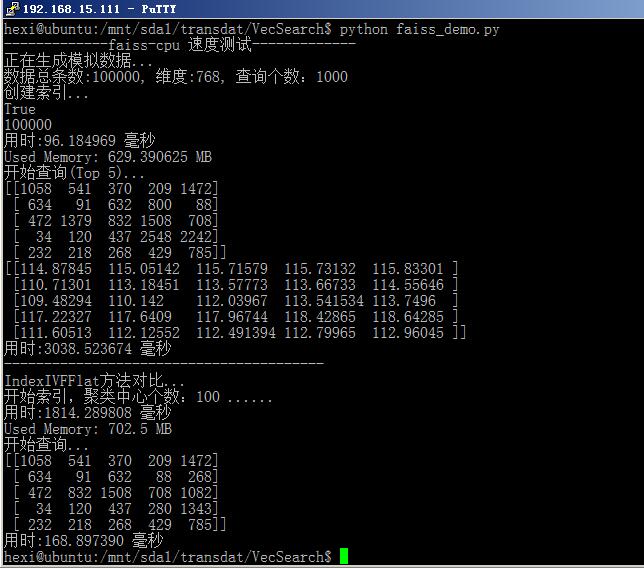 192.168.15.111 - PuTTY
hexi@ubuntu:/mnt/sda1/transdat/VecSearch$ python faiss_demo.py
-------------faiss-cpu 速度测试-------------
正在生成模拟数据...
数据总条数:100000, 维度:768, 查询个数: 1000
创建索引...
True
100000
用时:96.184969 毫秒
Used Memory: 629.390625 MB
开始查询(Top 5)...
[[1058  541  370  209 1472]
 [ 634   91  632  800   88]
 [ 472 1379  832 1508  708]
 [  34  120  437 2548 2242]
 [ 232  218  268  429  785]]
[[114.87845  115.05142  115.71579  115.73132  115.83301 ]
 [110.71301  113.18451  113.57773  113.66733  114.55646 ]
 [109.48294  110.142    112.03967  113.541534 113.7496  ]
 [117.22327  117.6409   117.96744  118.42865  118.64285 ]
 [111.60513  112.12552  112.491394 112.79965  112.96045 ]]
用时:3038.523674 毫秒
--------------------------------------
IndexIVFFlat方法对比...
开始索引, 聚类中心个数: 100 ......
用时:1814.289808 毫秒
Used Memory: 702.5 MB
开始查询...
[[1058  541  370  209 1472]
 [ 634   91  632   88  268]
 [ 472  832 1508  708 1082]
 [  34  120  437  280 1343]
 [ 232  218  268  429  785]]
用时:168.897390 毫秒
hexi@ubuntu:/mnt/sda1/transdat/VecSearch$